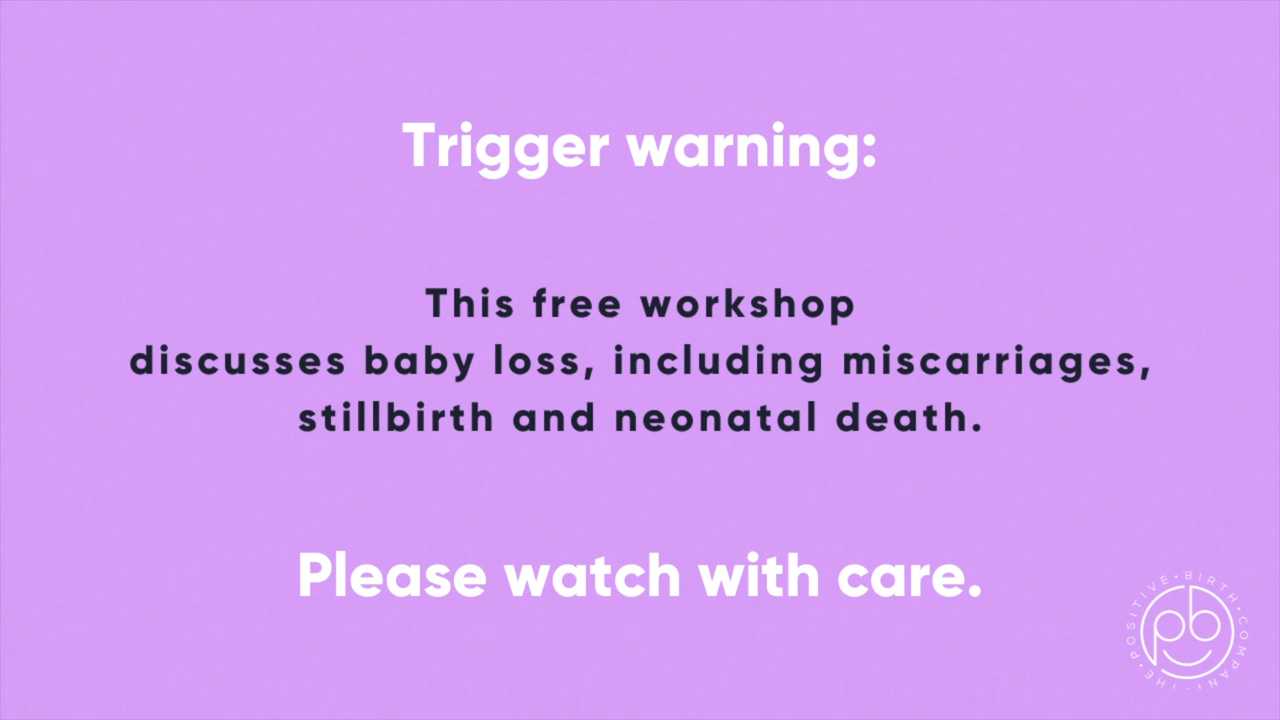 Trigger warning:
This free workshop
discusses baby loss, including miscarriages,
stillbirth and neonatal death.
Please watch with care.
THE • POSITIVE • BIRTH • COMPANY •
pb